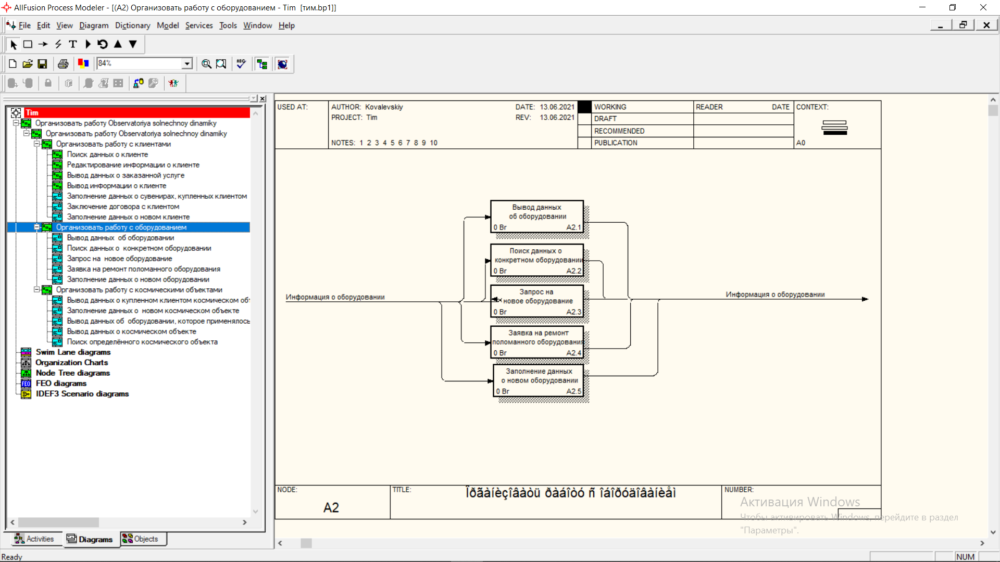 AllFusion Process Modeler - [(A2) Организовать работу с оборудованием - Tim  [тим.bp1]]
File Edit View Diagram Dictionary Model Services Tools Window Help
84%
Tim
Организовать работу Observatoriya solnechnoy dinamiky
Организовать работу Observatoriya solnechnoy dinamiky
Организовать работу с клиентами
Поиск данных о клиенте
Редактирование информации о клиенте
Вывод данных о заказанной услуге
Вывод информации о клиенте
Заполнение данных о сувенирах, купленных клиентом
Заключение договора с клиентом
Заполнение данных о новом клиенте
Организовать работу с оборудованием
Вывод данных  об оборудовании
Поиск данных о  конкретном оборудовании
Запрос на  новое оборудование
Заявка на ремонт поломанного оборудования
Заполнение данных о новом оборудовании
Организовать работу с космическими объектами
Вывод данных о купленном клиентом космическом об
Заполнение данных о  новом космическом объекте
Вывод данных об  оборудовании, которое применялось
Вывод данных о космическом объекте
Поиск определённого космического объекта
Swim Lane diagrams
Organization Charts
Node Tree diagrams
FEO diagrams
IDEF3 Scenario diagrams
Activities Diagrams Objects
Ready
USED AT:
AUTHOR: Kovalevskiy
PROJECT: Tim
NOTES: 1 2 3 4 5 6 7 8 9 10
DATE: 13.06.2021
REV: 13.06.2021
WORKING
DRAFT
RECOMMENDED
PUBLICATION
READER DATE
CONTEXT:
A0
Вывод данных
об оборудовании
0 Br A2.1
Поиск данных о
конкретном оборудовании
0 Br A2.2
Информация о оборудовании
Запрос на
новое оборудование
0 Br A2.3
Информация о оборудовании
Заявка на ремонт
поломанного оборудования
0 Br A2.4
Заполнение данных
о новом оборудовании
0 Br A2.5
NODE:
A2
TITLE:
Îðãàíèçîâàòü ðàáîòó ñ îáîðóäîâàíèåì
NUMBER:
Активация Windows
Чтобы активировать Windows, перейдите в раздел
"Параметры".
NUM